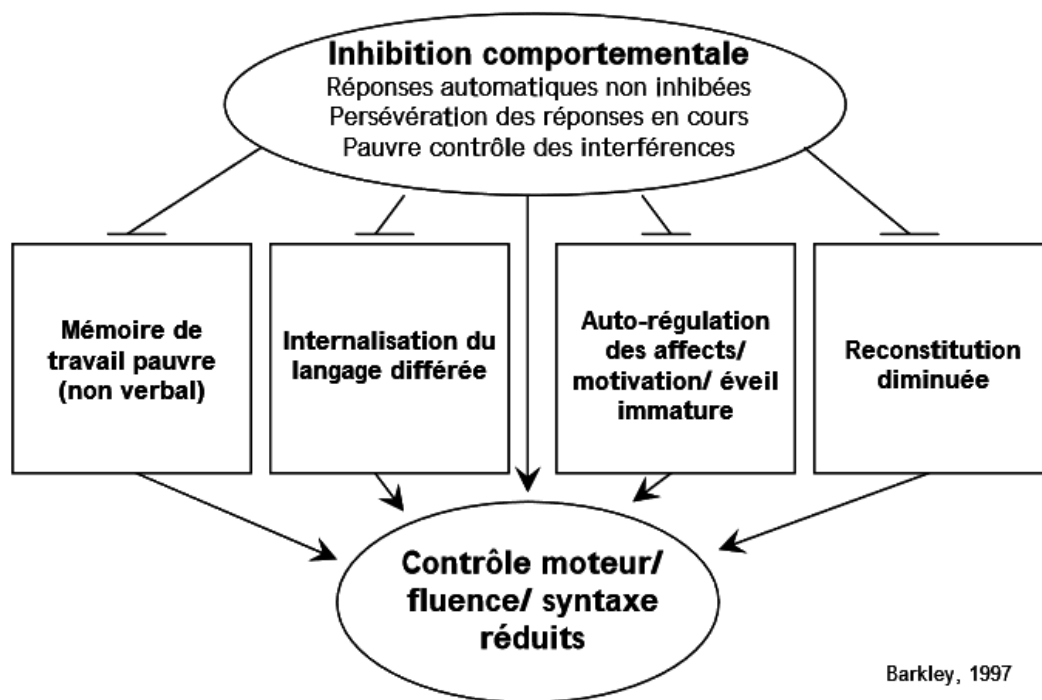 Inhibition comportementale
Réponses automatiques non inhibées
Persévération des réponses en cours
Pauvre contrôle des interférences
Mémoire de
travail pauvre
(non verbal)
Internalisation du
langage différée
Auto-régulation
des affects/
motivation/ éveil
immature
Reconstitution
diminuée
Contrôle moteur/
fluence/ syntaxe
réduits
Barkley, 1997